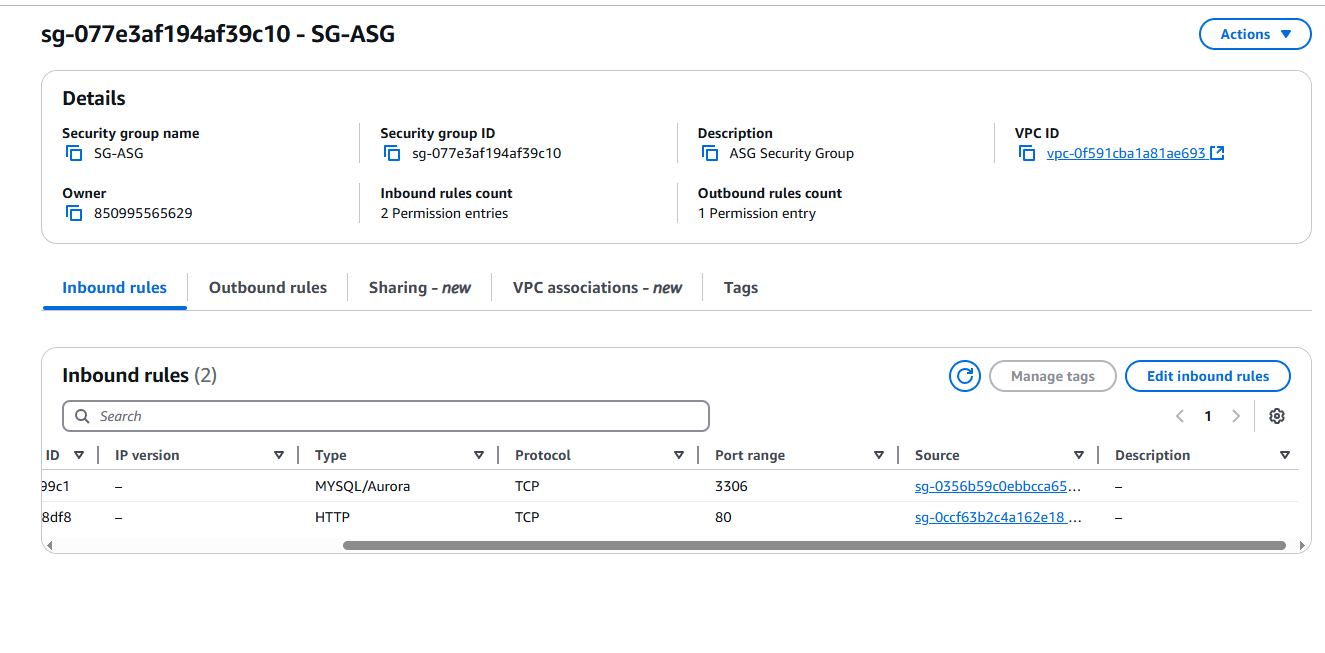 sg-077e3af194af39c10 - SG-ASG
Actions
Details
Security group name
SG-ASG
Security group ID
sg-077e3af194af39c10
Description
ASG Security Group
VPC ID
vpc-0f591cba1a81ae693
Owner
850995565629
Inbound rules count
2 Permission entries
Outbound rules count
1 Permission entry
Inbound rules Outbound rules Sharing - new VPC associations - new Tags
Inbound rules (2)
Manage tags Edit inbound rules
Search
1
ID IP version Type Protocol Port range Source Description
99c1 – MYSQL/Aurora TCP 3306 sg-0356b59c0ebbcca65... –
8df8 – HTTP TCP 80 sg-0ccf63b2c4a162e18 ... –